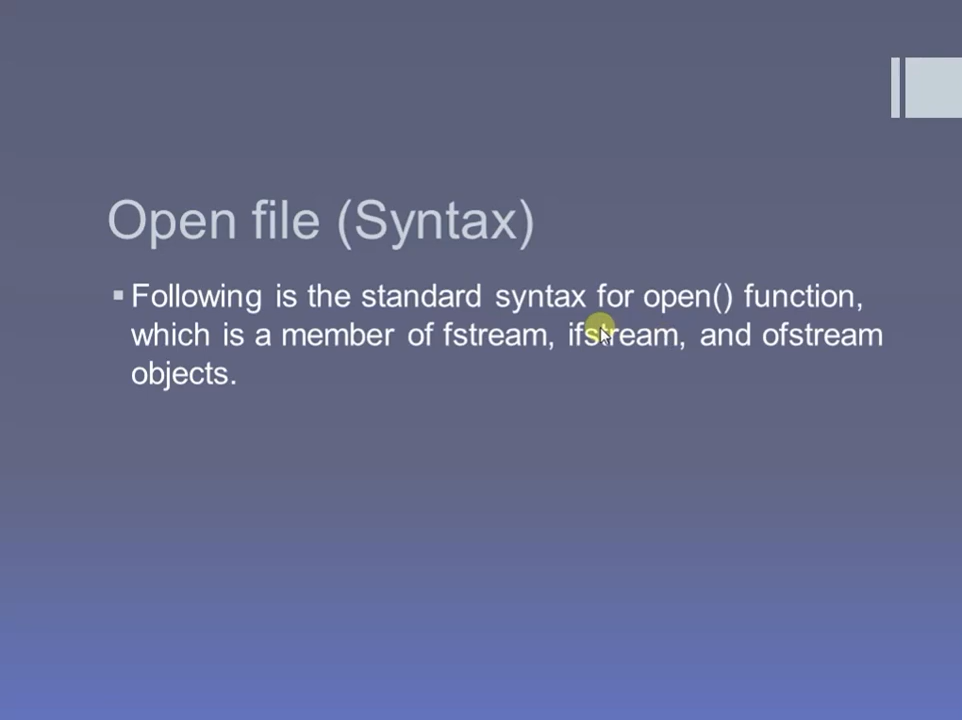 Open file (Syntax)
Following is the standard syntax for open() function,
which is a member of fstream, ifstream, and ofstream
objects.